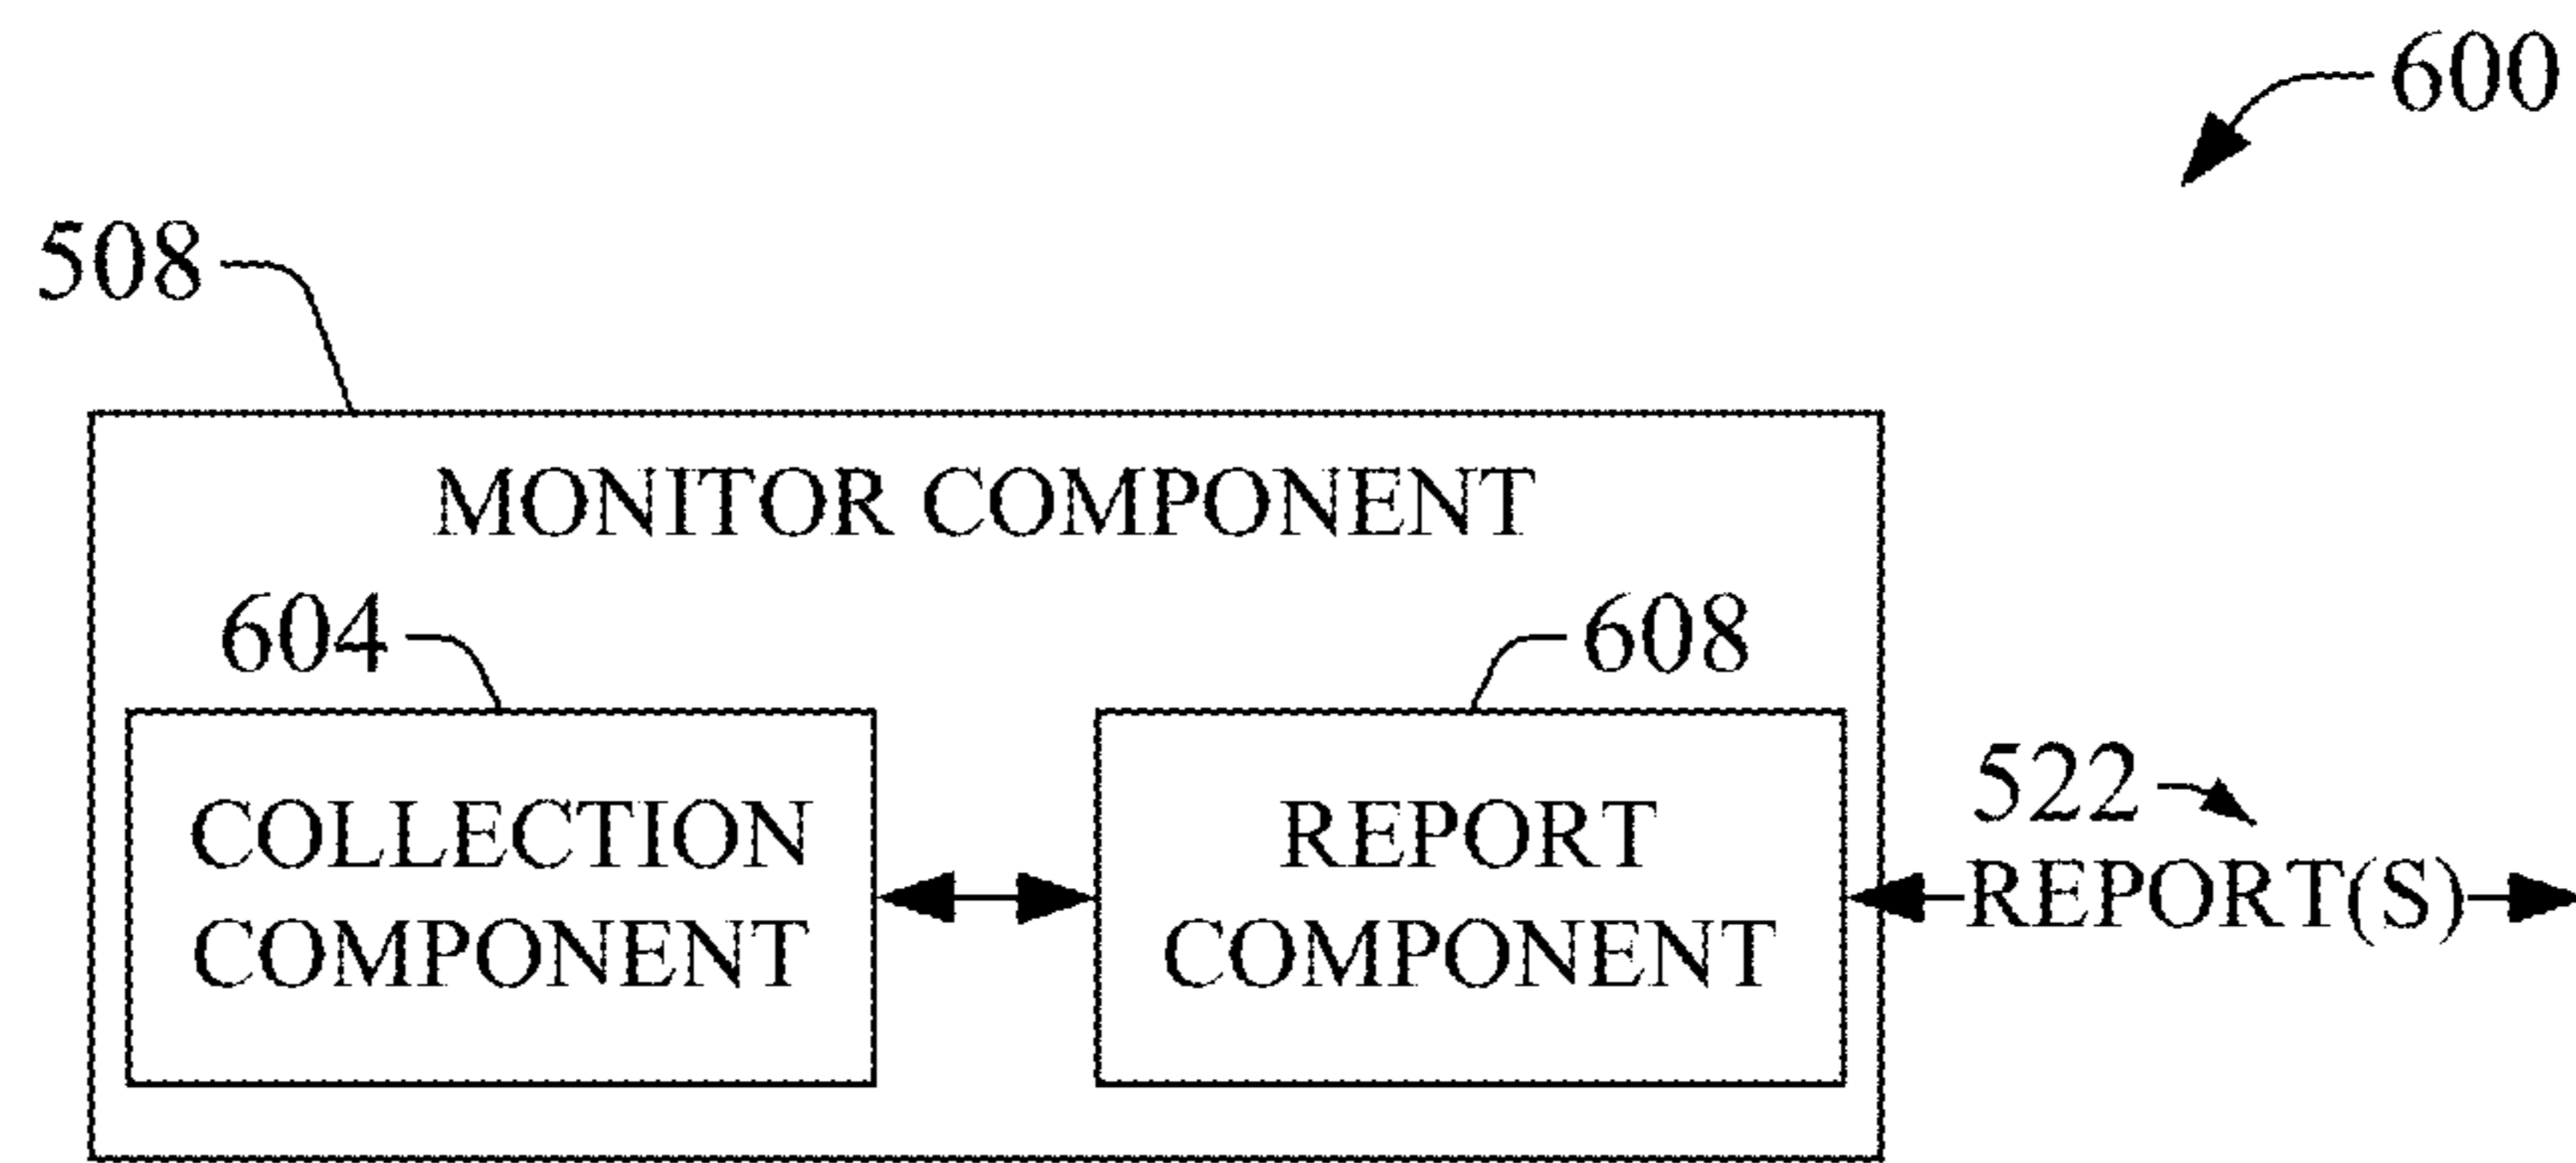 600
508
MONITOR COMPONENT
604
608
COLLECTION
COMPONENT
REPORT
COMPONENT
522
REPORT(S)